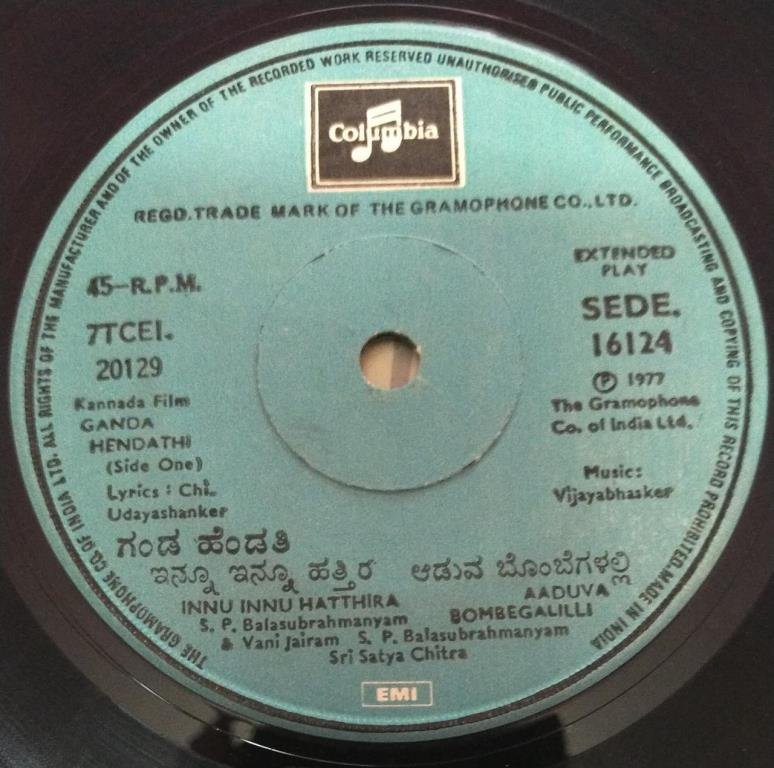 THE GRAMOPHONE CO. OF INDIA LTD. ALL RIGHTS OF THE MANUFACTURER AND OF THE OWNER OF THE RECORDED WORK RESERVED UNAUTHORISED PUBLIC PERFORMANCE BROADCASTING AND COPYING OF THIS RECORD PROHIBITED. MADE IN INDIA
Columbia
REGD. TRADE MARK OF THE GRAMOPHONE CO., LTD.
45-R.P.M.
7TCEI.
20129
Kannada Film
GANDA
HENDATHI
(Side One)
Lyrics : Chi.
Udayashanker
EXTENDED
PLAY
SEDE.
16124
Ⓟ 1977
The Gramophone
Co. of India Ltd.
Music:
Vijayabhasker
ಗಂಡ ಹೆಂಡತಿ
ಇನ್ನೂ ಇನ್ನೂ ಹತ್ತಿರ ಆಡುವ ಬೊಂಬೆಗಳಲ್ಲಿ
INNU INNU HATTHIRA
S. P. Balasubrahmanyam
& Vani Jairam
AADUVA
BOMBEGALILLI
S. P. Balasubrahmanyam
Sri Satya Chitra
EMI